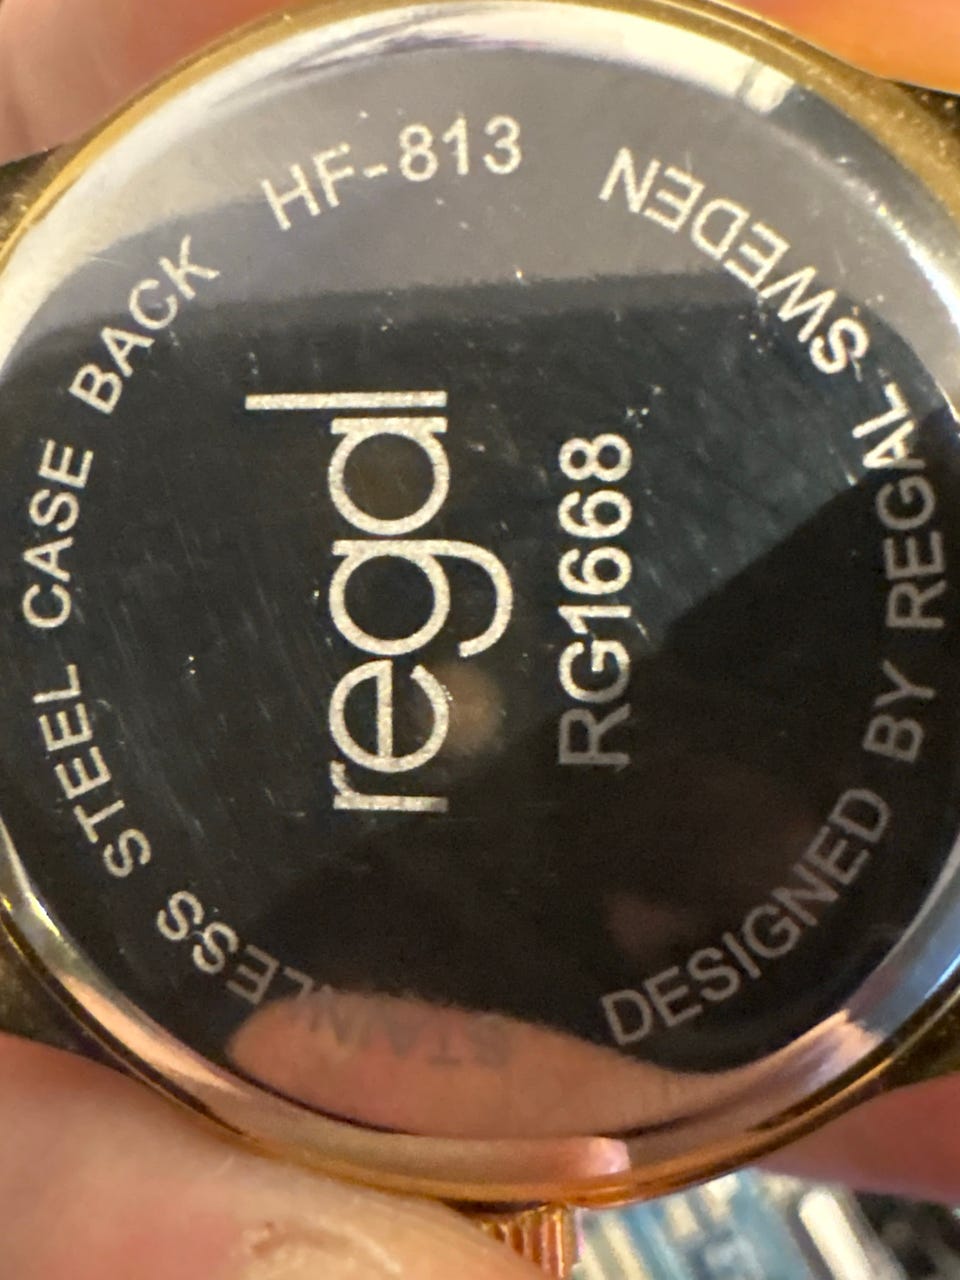 STAINLESS STEEL CASE BACK HF-813
regal
RG1668
DESIGNED BY REGAL SWEDEN